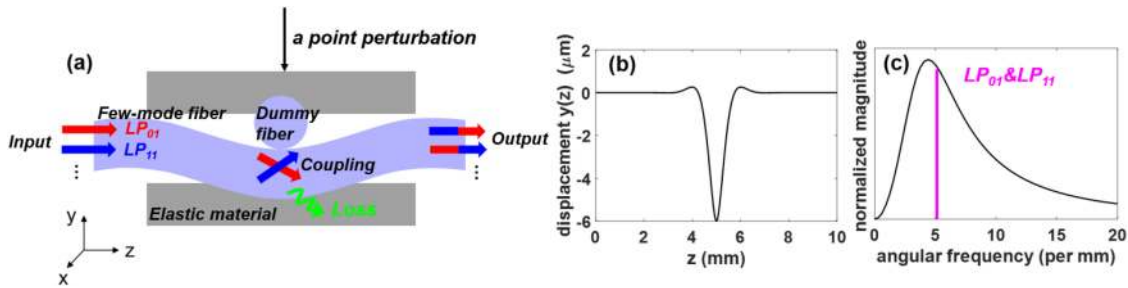 (a)
a point perturbation
Few-mode fiber
Dummy
fiber
Input
LP01
LP11
Output
Coupling
Loss
Elastic material
⋮
⋮
y
z
x
(b)
displacement y(z) (μm)
2
0
-2
-4
-6
0 2 4 6 8 10
z (mm)
(c)
LP01&LP11
normalized magnitude
0 5 10 15 20
angular frequency (per mm)